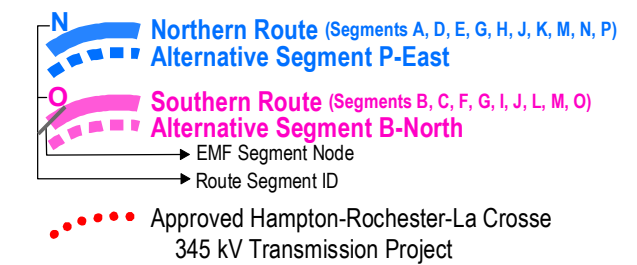 N
Northern Route (Segments A, D, E, G, H, J, K, M, N, P)
Alternative Segment P-East
O
Southern Route (Segments B, C, F, G, I, J, L, M, O)
Alternative Segment B-North
EMF Segment Node
Route Segment ID
Approved Hampton-Rochester-La Crosse
345 kV Transmission Project